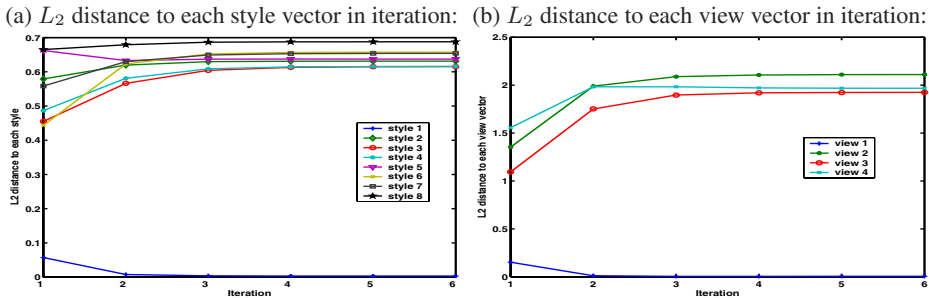 (a) L2 distance to each style vector in iteration: (b) L2 distance to each view vector in iteration:
0.7
0.6
0.5
0.4
0.3
0.2
0.1
0
L2 distance to each style
1 2 3 4 5 6
Iteration
style 1
style 2
style 3
style 4
style 5
style 6
style 7
style 8
2.5
2
1.5
1
0.5
0
L2 distance to each view vector
1 2 3 4 5 6
Iteration
view 1
view 2
view 3
view 4